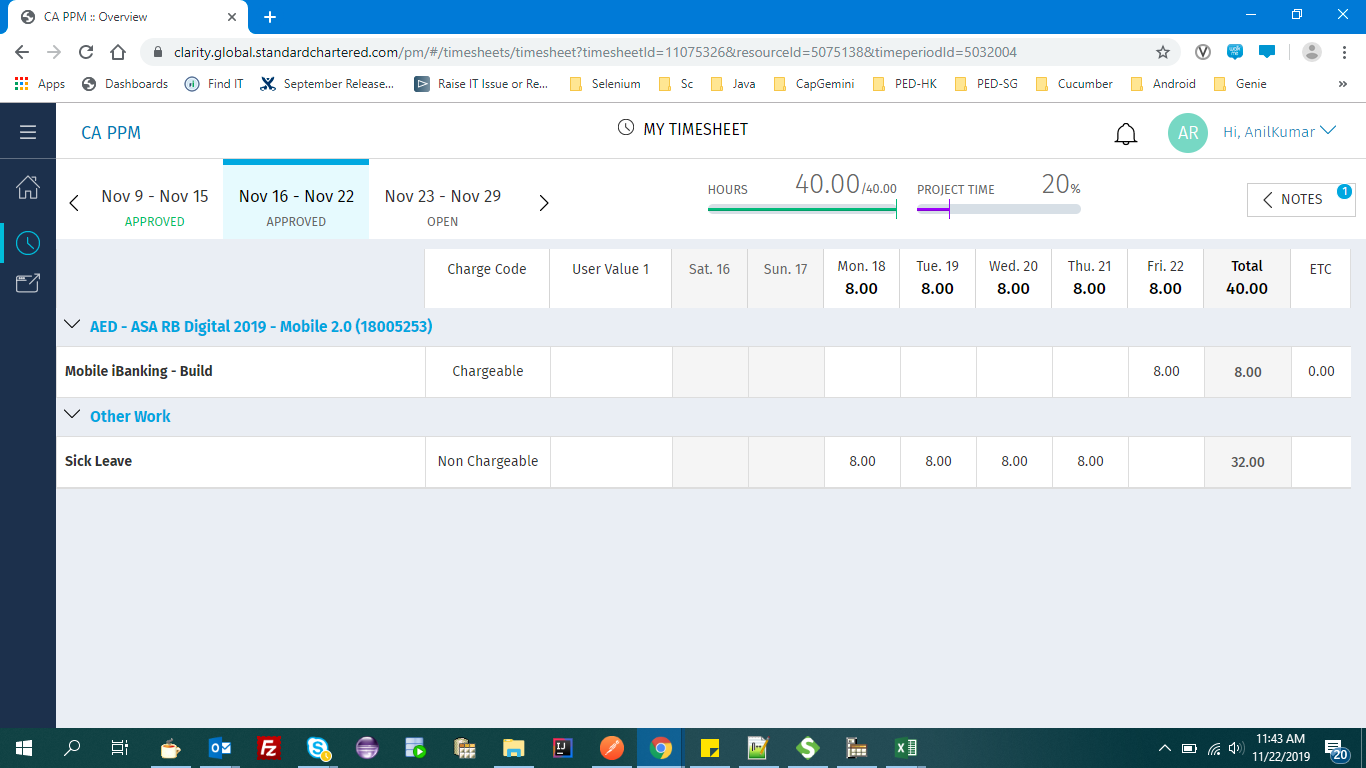 CA PPM :: Overview
clarity.global.standardchartered.com/pm/#/timesheets/timesheet?timesheetId=11075326&resourceId=5075138&timeperiodId=5032004
Apps Dashboards Find IT September Release... Raise IT Issue or Re... Selenium Sc Java CapGemini PED-HK PED-SG Cucumber Android Genie »
CA PPM MY TIMESHEET AR Hi, AnilKumar
Nov 9 - Nov 15 Nov 16 - Nov 22 Nov 23 - Nov 29 HOURS 40.00/40.00 PROJECT TIME 20% NOTES 1
APPROVED APPROVED OPEN
Charge Code User Value 1 Sat. 16 Sun. 17 Mon. 18 Tue. 19 Wed. 20 Thu. 21 Fri. 22 Total ETC
8.00 8.00 8.00 8.00 8.00 40.00
AED - ASA RB Digital 2019 - Mobile 2.0 (18005253)
Mobile iBanking - Build Chargeable 8.00 8.00 0.00
Other Work
Sick Leave Non Chargeable 8.00 8.00 8.00 8.00 32.00
11:43 AM
11/22/2019
20